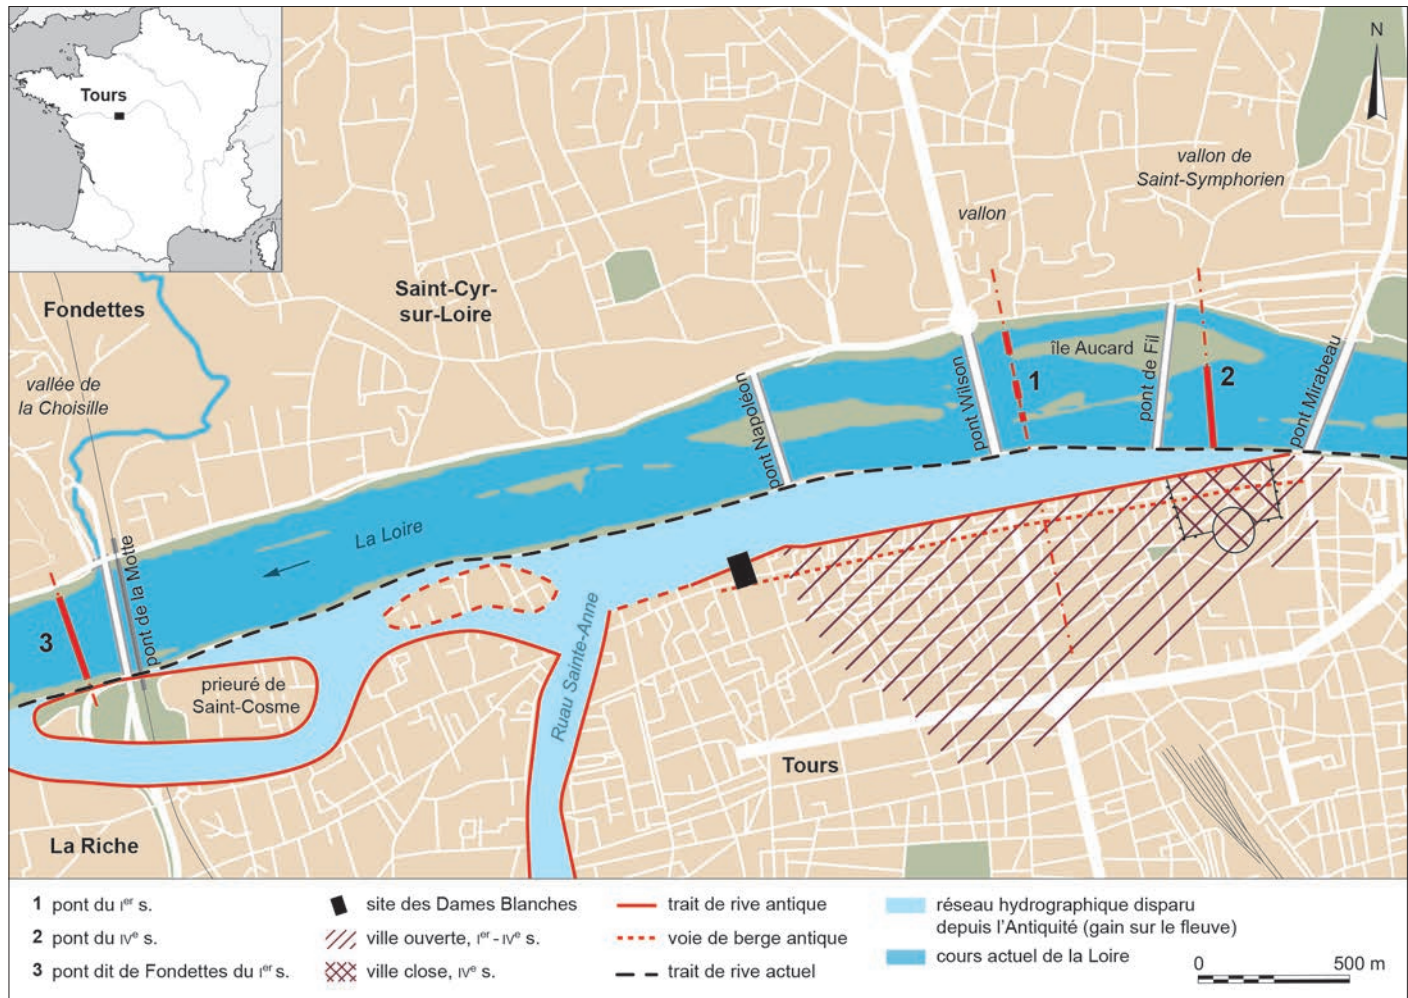 Tours
N
vallon de
Saint-Symphorien
vallon
Fondettes
Saint-Cyr-
sur-Loire
vallée de
la Choisille
île Aucard
pont Napoléon
pont Wilson
1
pont de Fil
2
pont Mirabeau
La Loire
pont de la Motte
3
prieuré de
Saint-Cosme
Ruau Sainte-Anne
Tours
La Riche
1 pont du Ier s.
2 pont du IVe s.
3 pont dit de Fondettes du Ier s.
site des Dames Blanches
ville ouverte, Ier - IVe s.
ville close, IVe s.
trait de rive antique
voie de berge antique
trait de rive actuel
réseau hydrographique disparu
depuis l'Antiquité (gain sur le fleuve)
cours actuel de la Loire
0 500 m